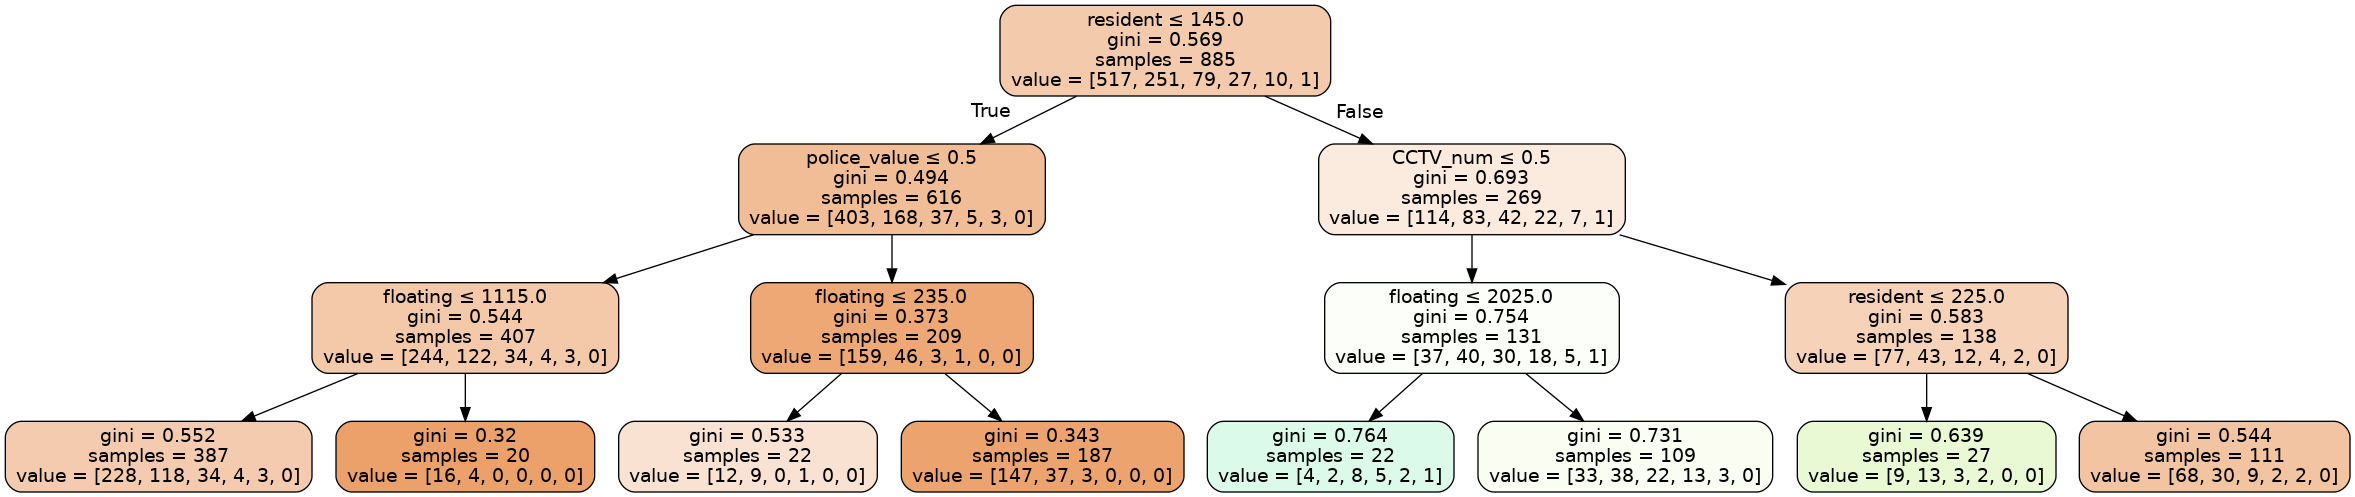 resident ≤ 145.0
gini = 0.569
samples = 885
value = [517, 251, 79, 27, 10, 1]
True
False
police_value ≤ 0.5
gini = 0.494
samples = 616
value = [403, 168, 37, 5, 3, 0]
CCTV_num ≤ 0.5
gini = 0.693
samples = 269
value = [114, 83, 42, 22, 7, 1]
floating ≤ 1115.0
gini = 0.544
samples = 407
value = [244, 122, 34, 4, 3, 0]
floating ≤ 235.0
gini = 0.373
samples = 209
value = [159, 46, 3, 1, 0, 0]
floating ≤ 2025.0
gini = 0.754
samples = 131
value = [37, 40, 30, 18, 5, 1]
resident ≤ 225.0
gini = 0.583
samples = 138
value = [77, 43, 12, 4, 2, 0]
gini = 0.552
samples = 387
value = [228, 118, 34, 4, 3, 0]
gini = 0.32
samples = 20
value = [16, 4, 0, 0, 0, 0]
gini = 0.533
samples = 22
value = [12, 9, 0, 1, 0, 0]
gini = 0.343
samples = 187
value = [147, 37, 3, 0, 0, 0]
gini = 0.764
samples = 22
value = [4, 2, 8, 5, 2, 1]
gini = 0.731
samples = 109
value = [33, 38, 22, 13, 3, 0]
gini = 0.639
samples = 27
value = [9, 13, 3, 2, 0, 0]
gini = 0.544
samples = 111
value = [68, 30, 9, 2, 2, 0]